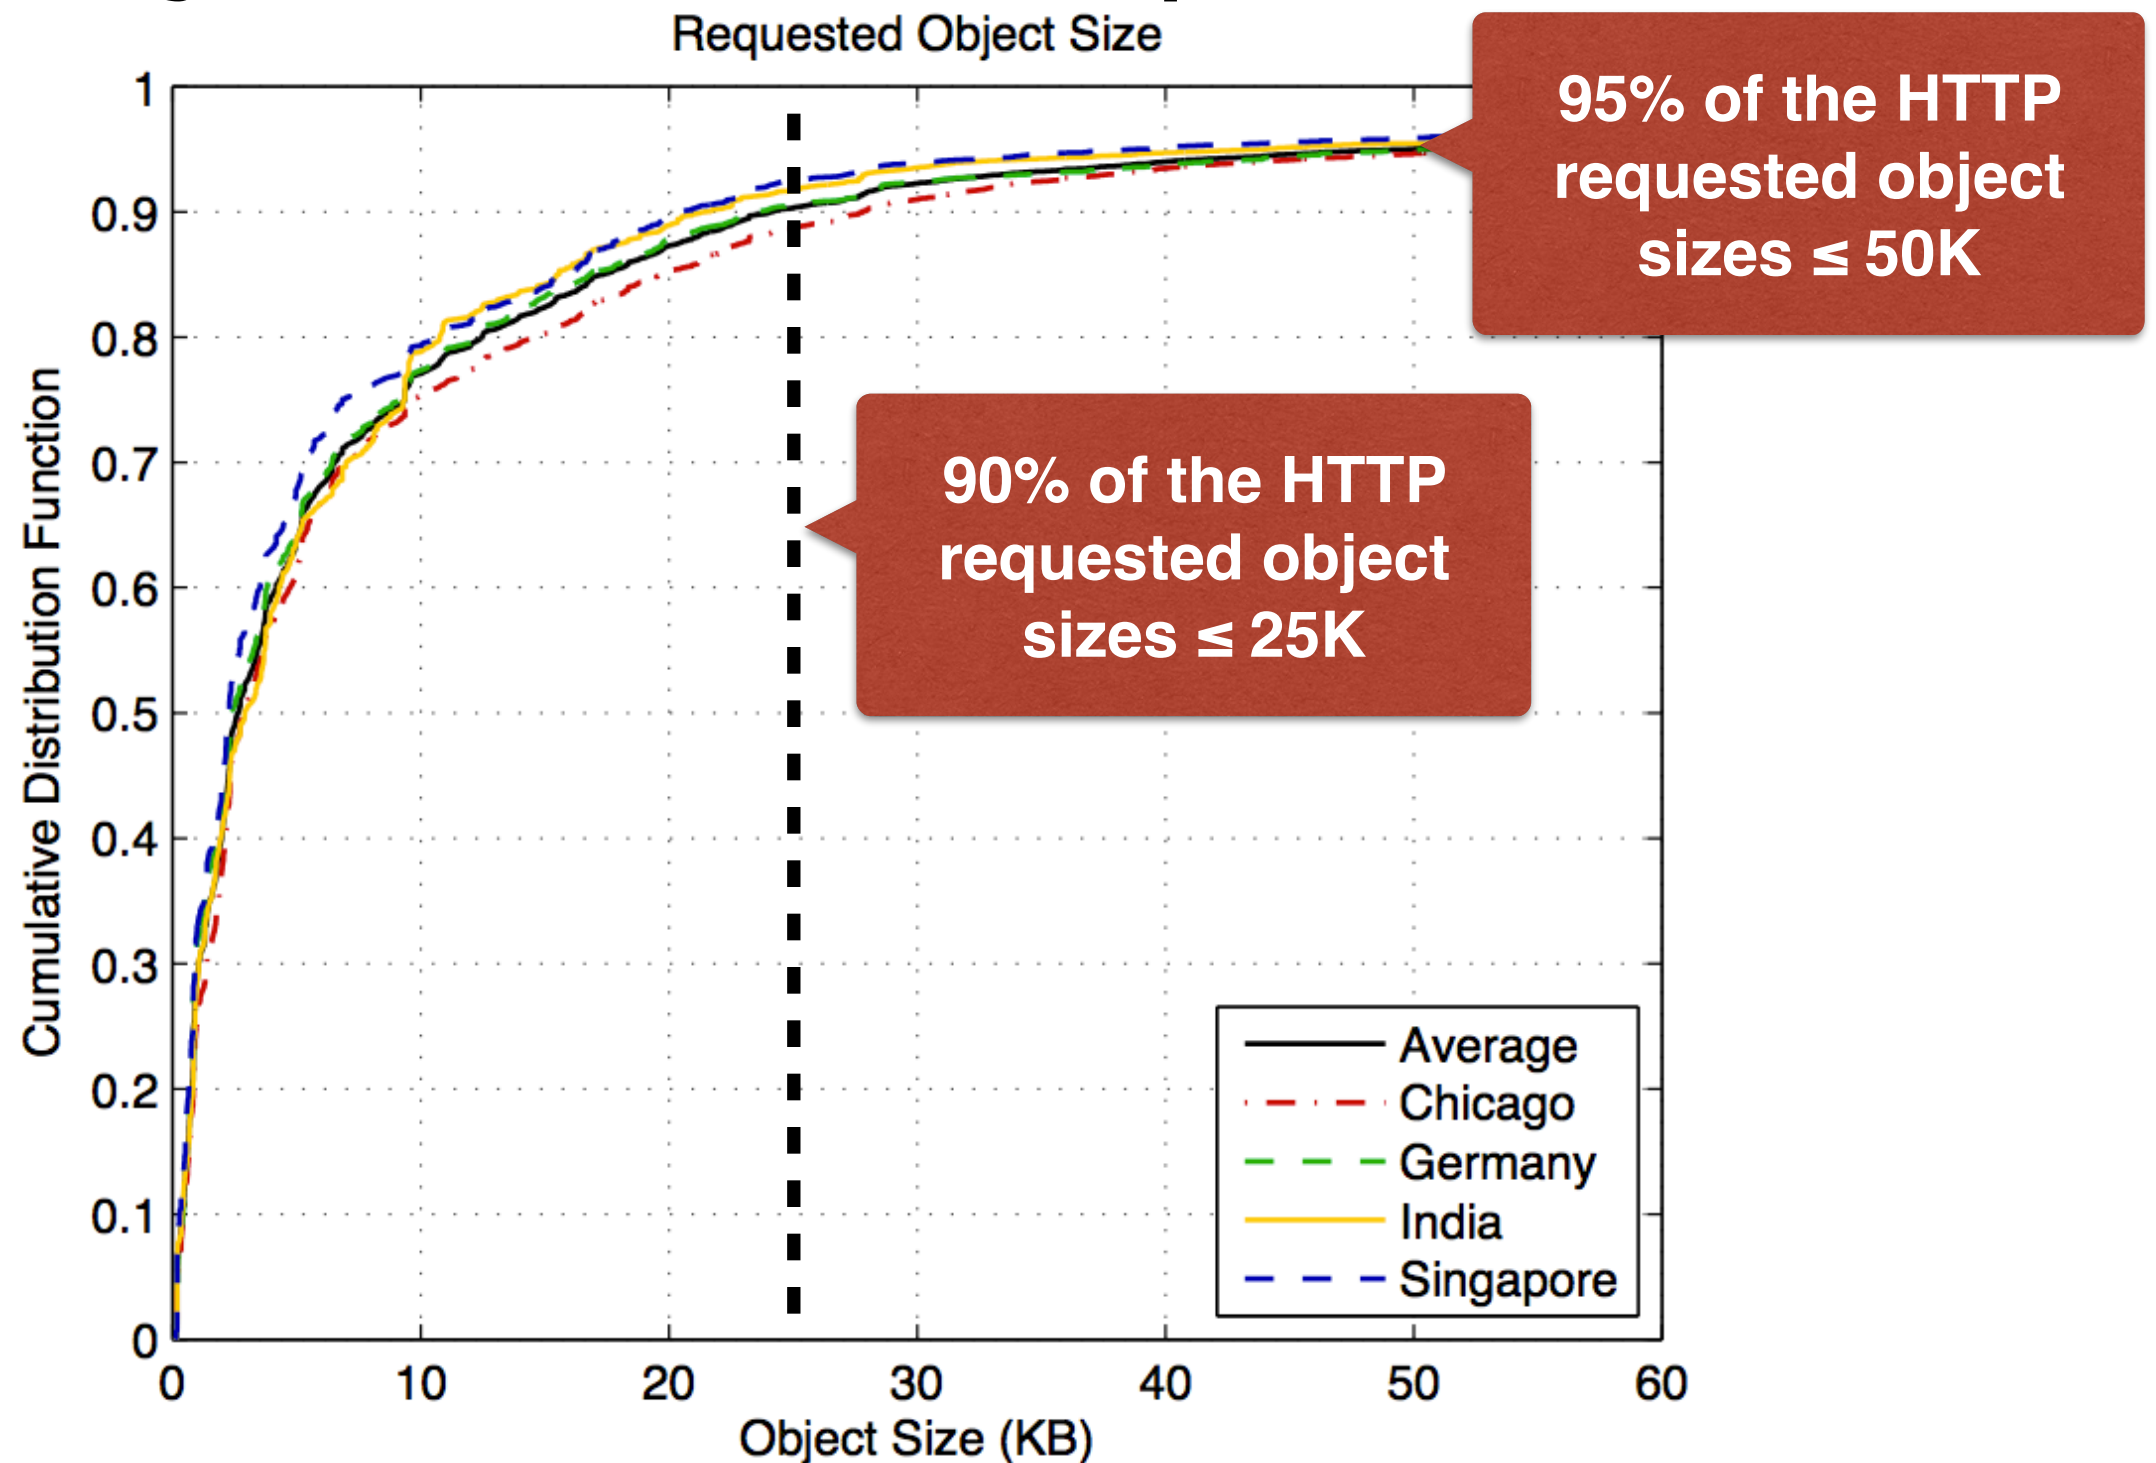 Requested Object Size
95% of the HTTP
requested object
sizes ≤ 50K
90% of the HTTP
requested object
sizes ≤ 25K
Cumulative Distribution Function
1
0.9
0.8
0.7
0.6
0.5
0.4
0.3
0.2
0.1
0
Average
Chicago
Germany
India
Singapore
0 10 20 30 40 50 60
Object Size (KB)